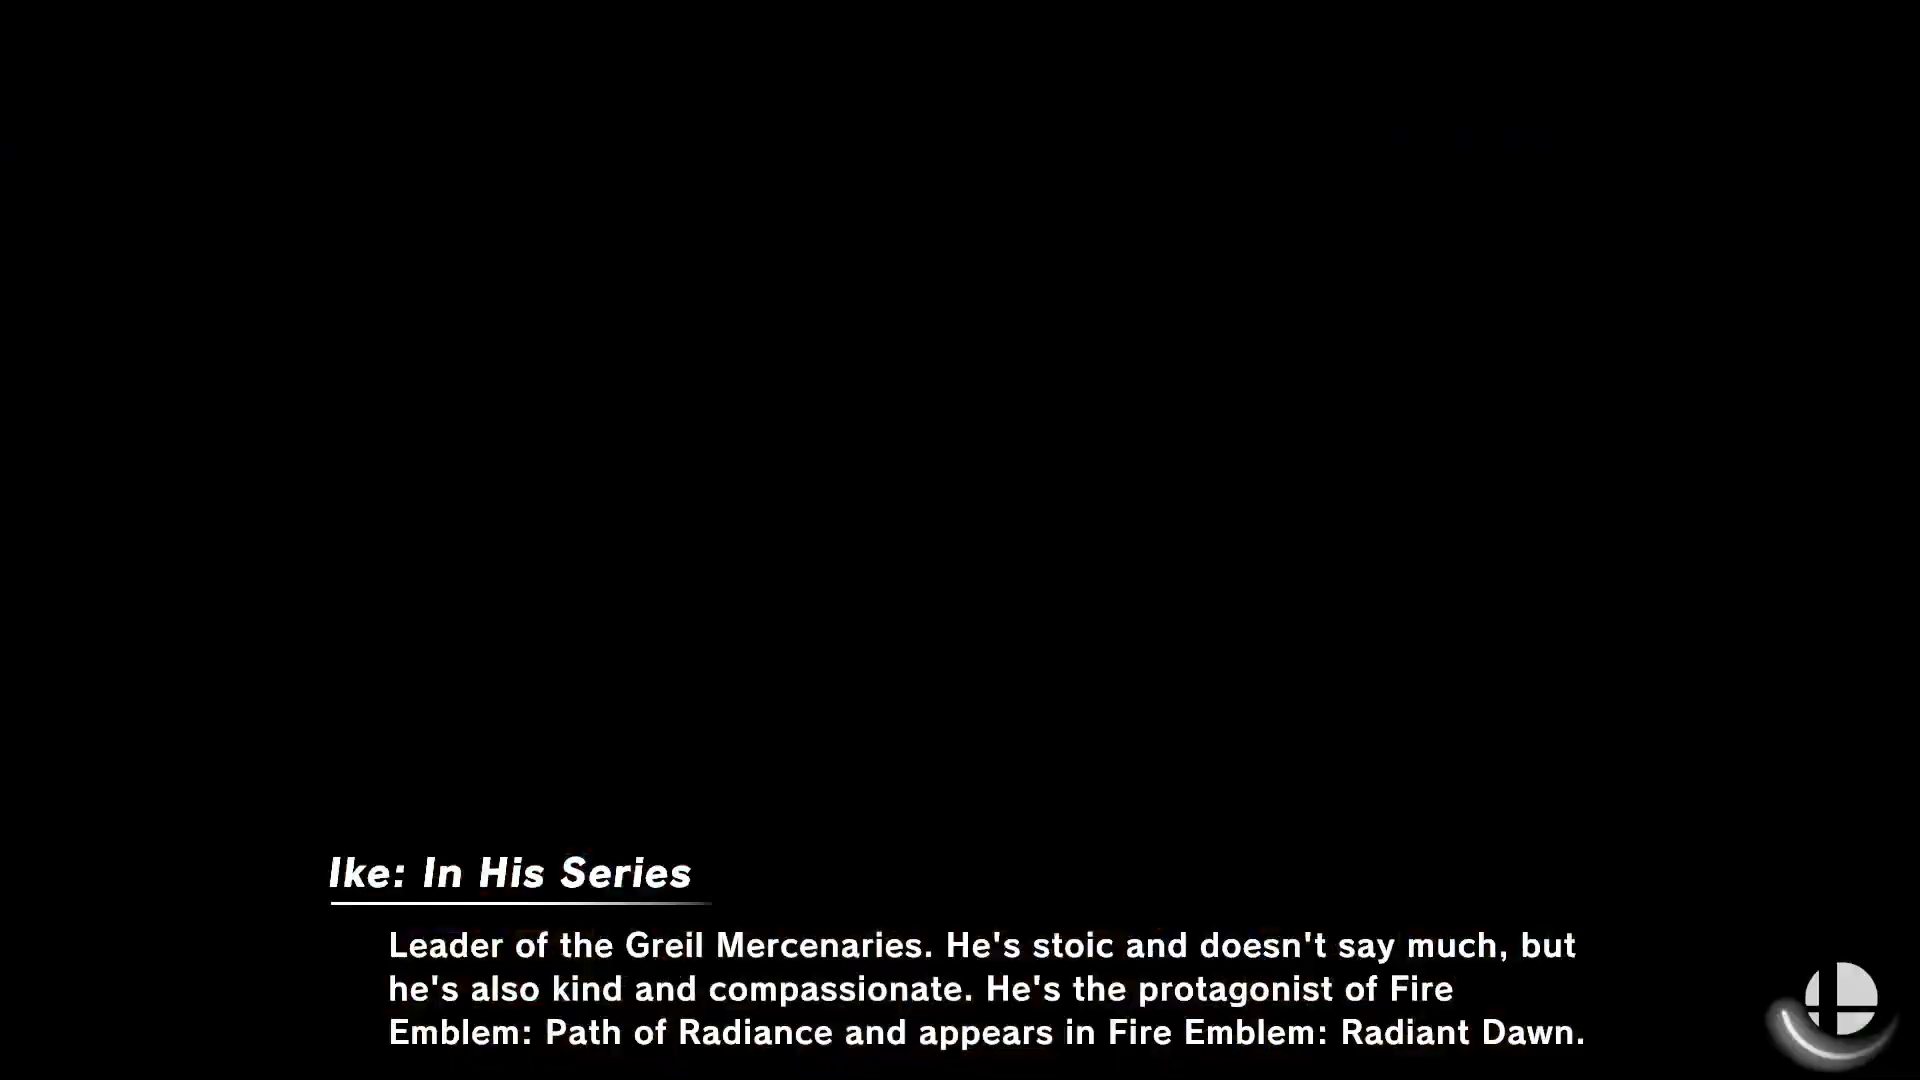 Ike: In His Series
Leader of the Greil Mercenaries. He's stoic and doesn't say much, but
he's also kind and compassionate. He's the protagonist of Fire
Emblem: Path of Radiance and appears in Fire Emblem: Radiant Dawn.